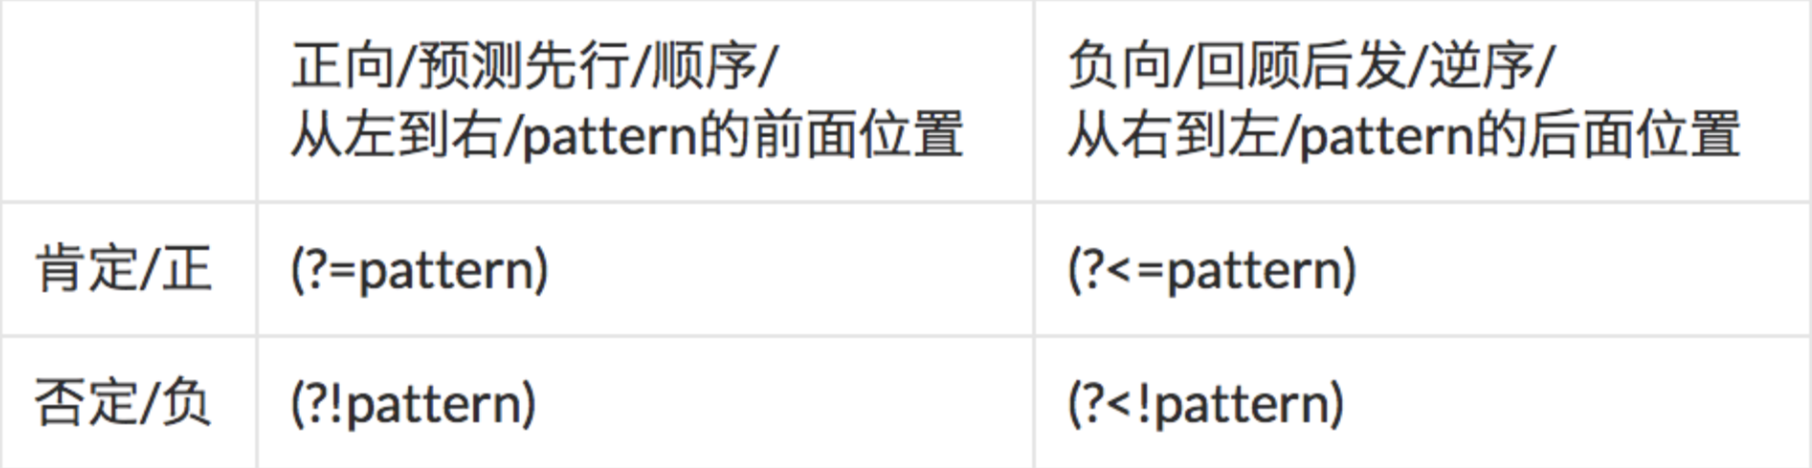 正向/预测先行/顺序/
从左到右/pattern的前面位置
负向/回顾后发/逆序/
从右到左/pattern的后面位置
肯定/正
(?=pattern)
(?<=pattern)
否定/负
(?!pattern)
(?<!pattern)